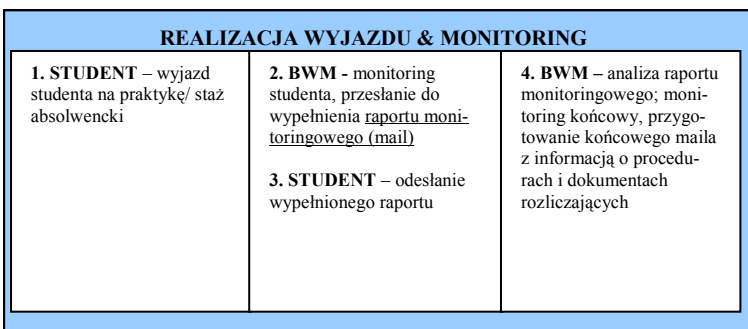 REALIZACJA WYJAZDU & MONITORING
1. STUDENT – wyjazd
studenta na praktykę/ staż
absolwencki
2. BWM - monitoring
studenta, przesłanie do
wypełnienia raportu moni-
toringowego (mail)
3. STUDENT – odesłanie
wypełnionego raportu
4. BWM – analiza raportu
monitoringowego; moni-
toring końcowy, przygo-
towanie końcowego maila
z informacją o procedu-
rach i dokumentach
rozliczających